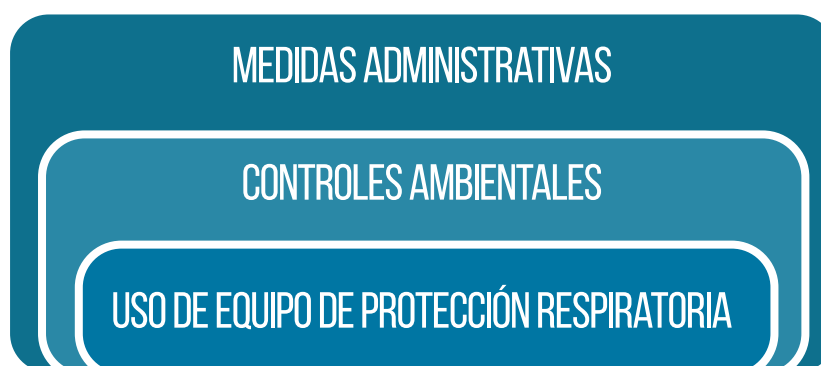 MEDIDAS ADMINISTRATIVAS
CONTROLES AMBIENTALES
USO DE EQUIPO DE PROTECCIÓN RESPIRATORIA